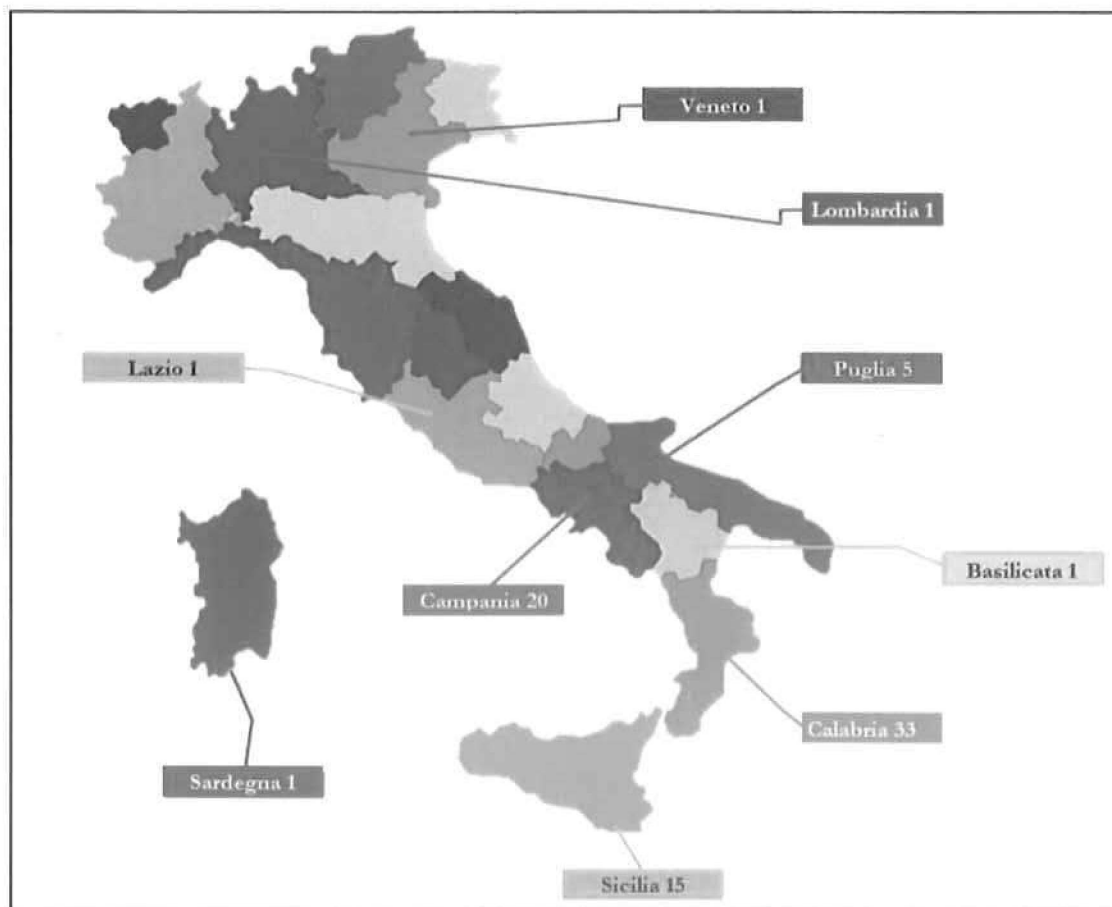 Veneto 1
Lombardia 1
Lazio 1
Puglia 5
Basilicata 1
Campania 20
Calabria 33
Sardegna 1
Sicilia 15